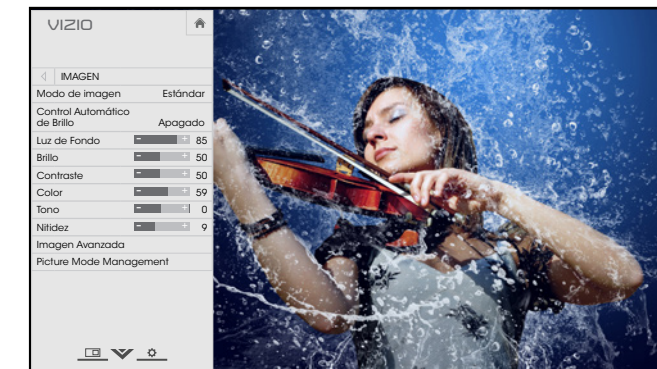 VIZIO
IMAGEN
Modo de imagen Estándar
Control Automático
de Brillo Apagado
Luz de Fondo - + 85
Brillo - + 50
Contraste - + 50
Color - + 59
Tono - + 0
Nitidez - + 9
Imagen Avanzada
Picture Mode Management